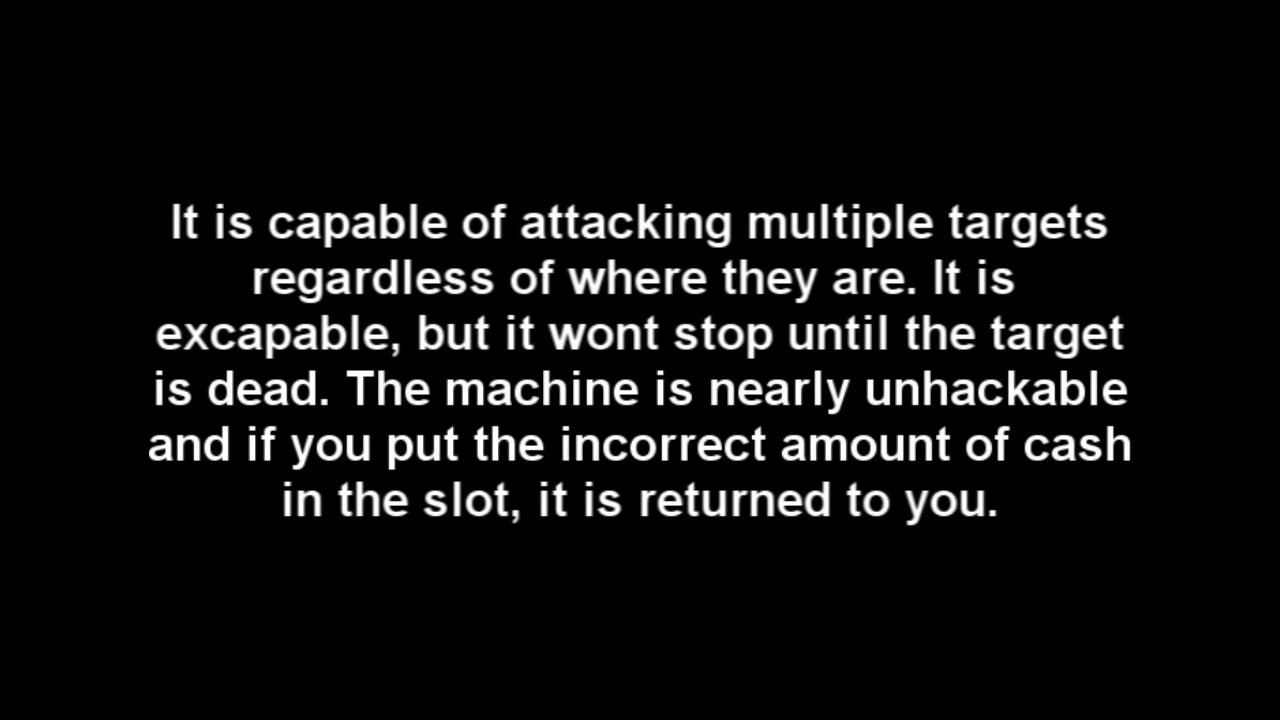 It is capable of attacking multiple targets
regardless of where they are. It is
excapable, but it wont stop until the target
is dead. The machine is nearly unhackable
and if you put the incorrect amount of cash
in the slot, it is returned to you.